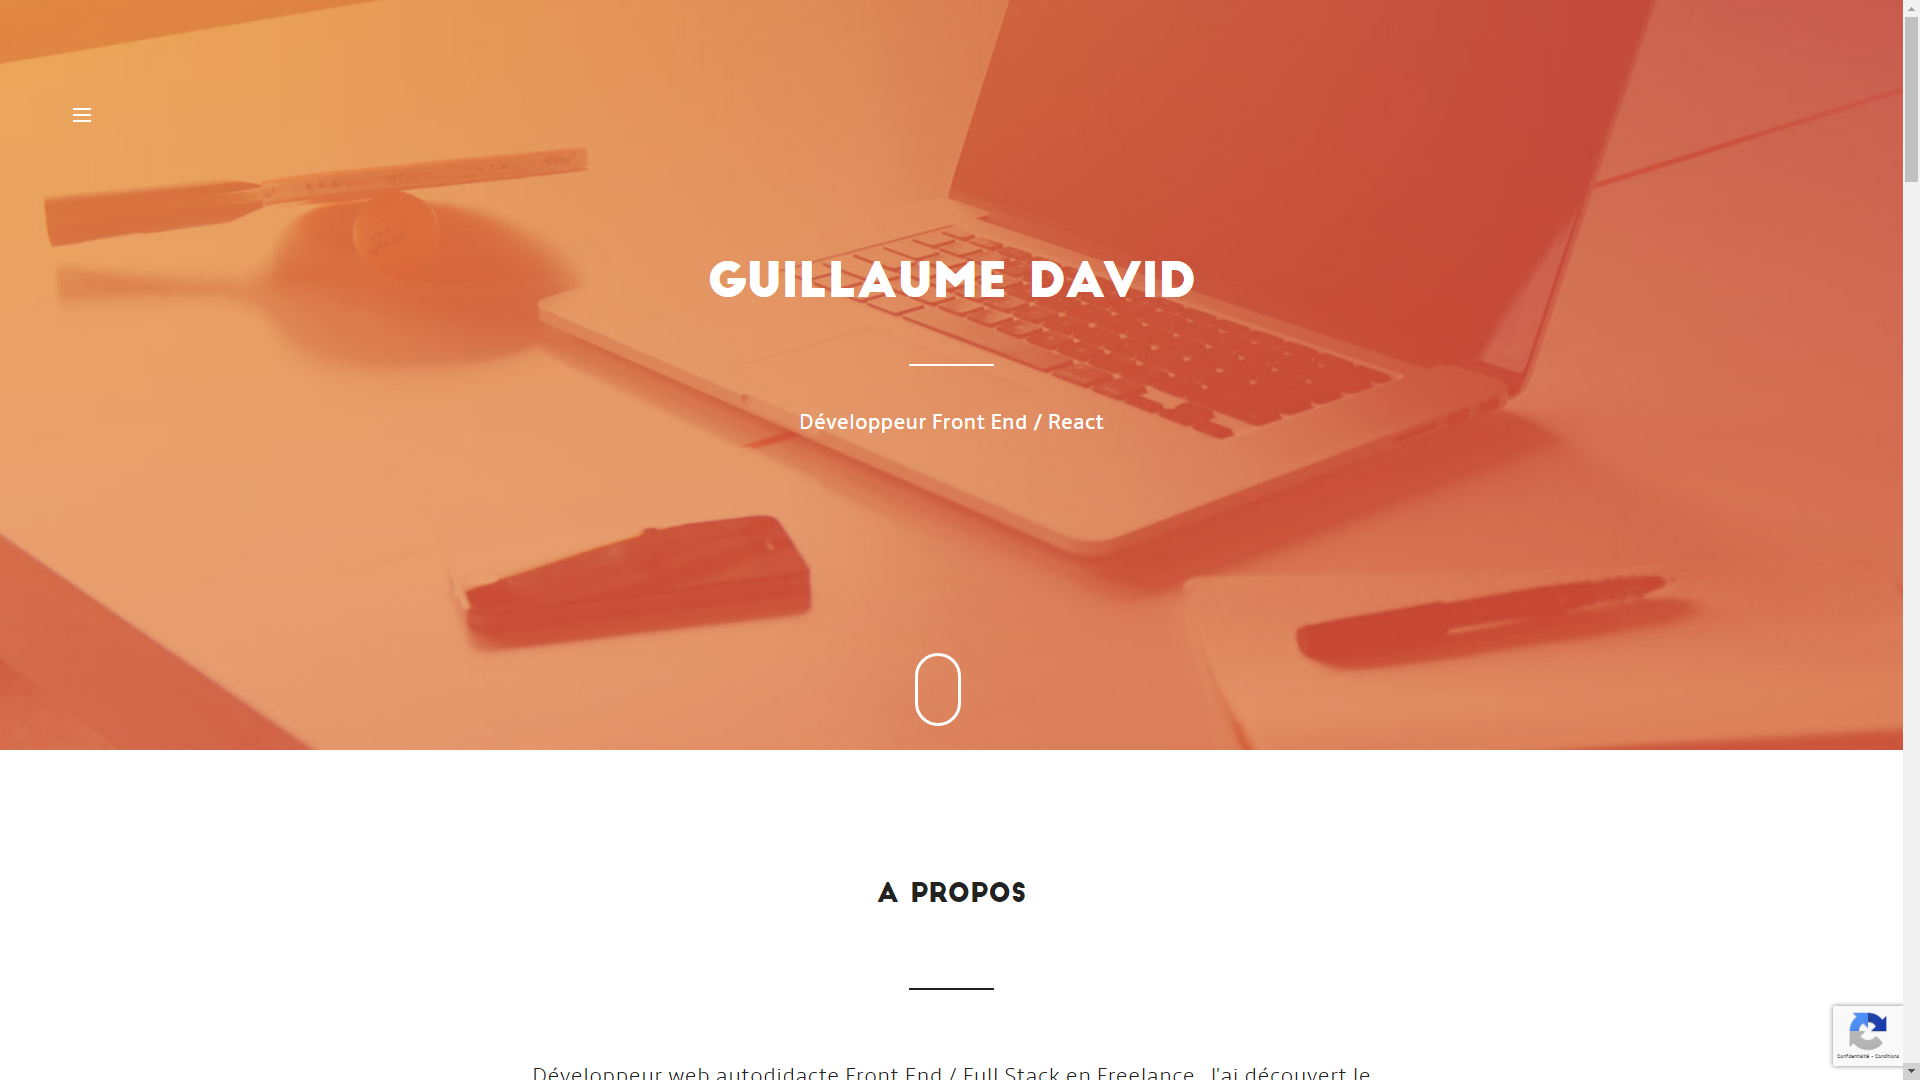 GUILLAUME DAVID
Développeur Front End / React
A PROPOS
Développeur web autodidacte Front End / Full Stack en Freelance. J'ai découvert le
Confidentialité - Conditions